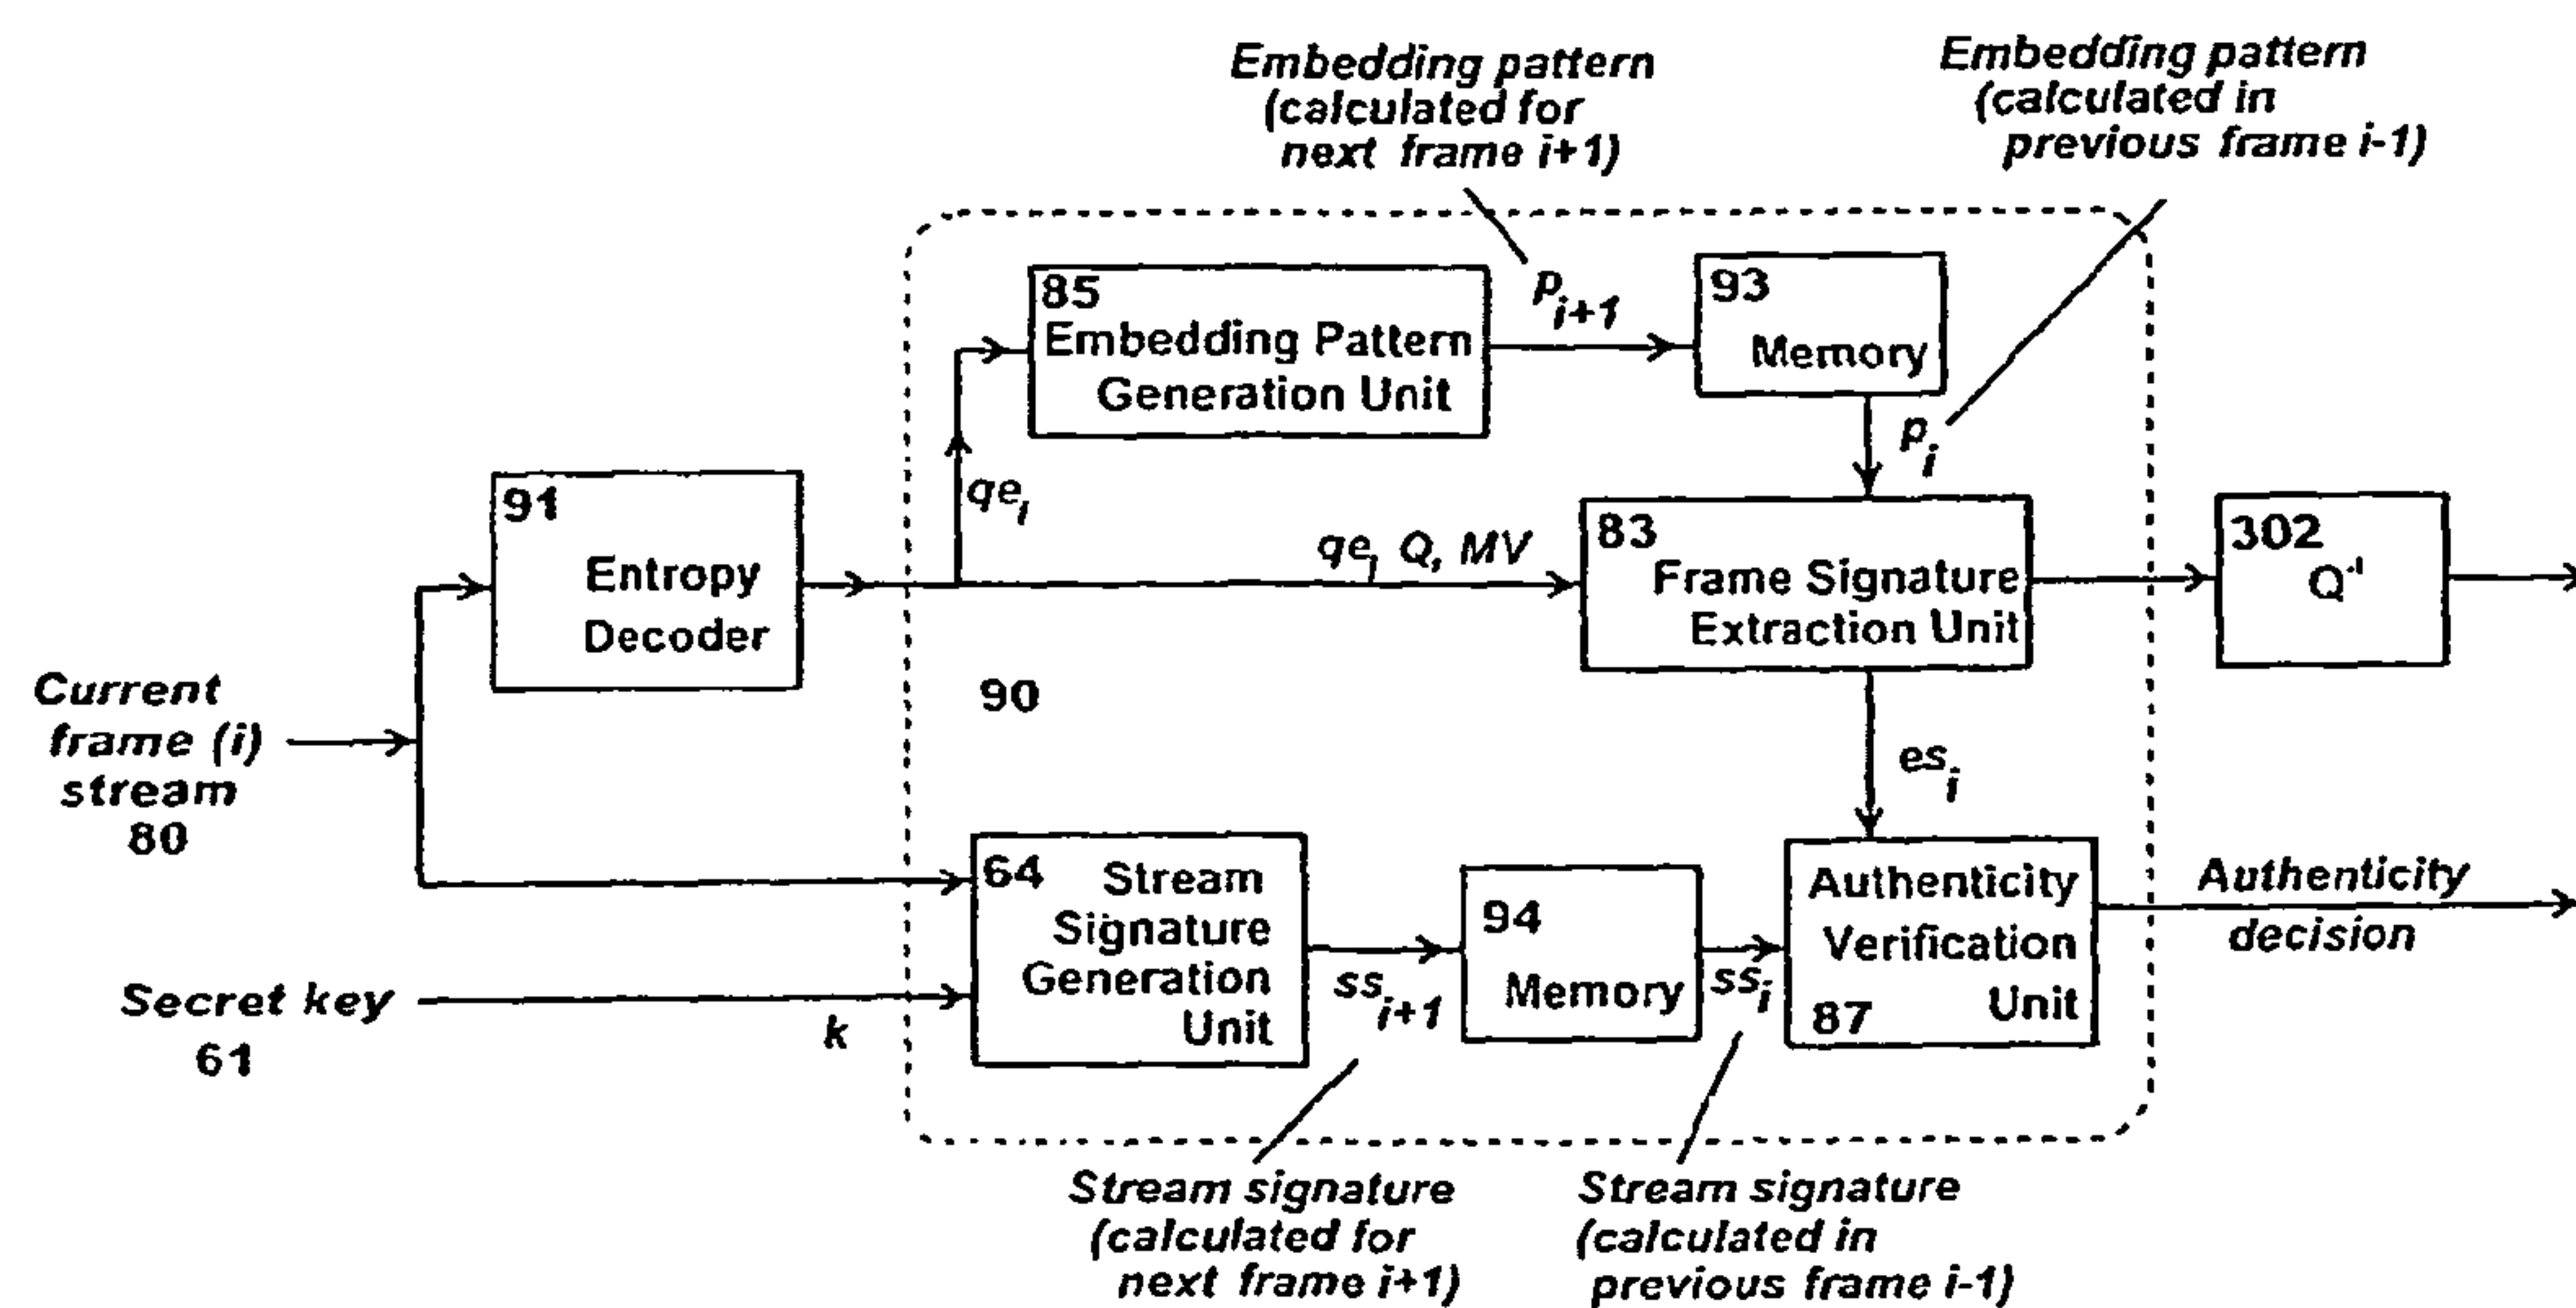 Embedding pattern
(calculated for
next frame i+1)
Embedding pattern
(calculated in
previous frame i-1)
85
Embedding Pattern
Generation Unit
p i+1
93
Memory
p i
91
Entropy
Decoder
qe i
qe i Q, MV
83
Frame Signature
Extraction Unit
302
Q-1
Current
frame (i)
stream
80
90
es i
64 Stream
Signature
Generation
Unit
ss i+1
94
Memory
ss i
Authenticity
Verification
Unit
87
Authenticity
decision
Secret key
61
k
Stream signature
(calculated for
next frame i+1)
Stream signature
(calculated in
previous frame i-1)